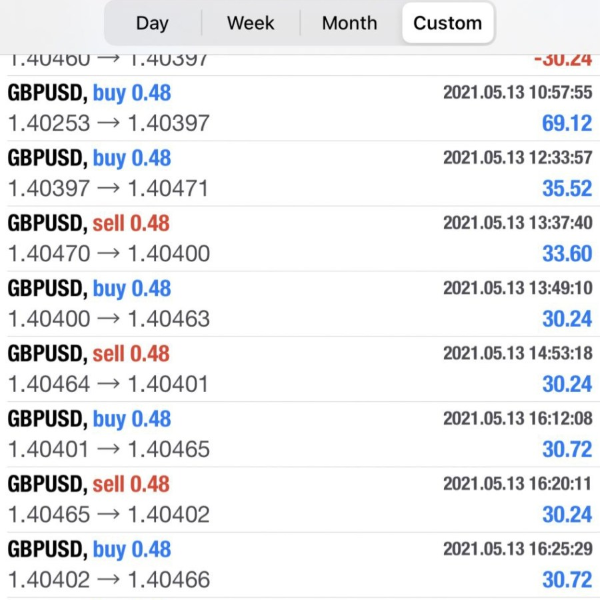 Day Week Month Custom
1.40460 → 1.40397 -30.24
GBPUSD, buy 0.48 2021.05.13 10:57:55
1.40253 → 1.40397 69.12
GBPUSD, buy 0.48 2021.05.13 12:33:57
1.40397 → 1.40471 35.52
GBPUSD, sell 0.48 2021.05.13 13:37:40
1.40470 → 1.40400 33.60
GBPUSD, buy 0.48 2021.05.13 13:49:10
1.40400 → 1.40463 30.24
GBPUSD, sell 0.48 2021.05.13 14:53:18
1.40464 → 1.40401 30.24
GBPUSD, buy 0.48 2021.05.13 16:12:08
1.40401 → 1.40465 30.72
GBPUSD, sell 0.48 2021.05.13 16:20:11
1.40465 → 1.40402 30.24
GBPUSD, buy 0.48 2021.05.13 16:25:29
1.40402 → 1.40466 30.72